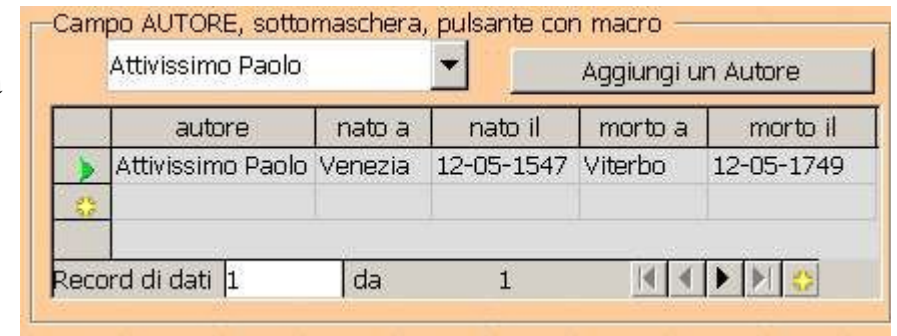 Campo AUTORE, sottomaschera, pulsante con macro
Attivissimo Paolo Aggiungi un Autore
autore nato a nato il morto a morto il
Attivissimo Paolo Venezia 12-05-1547 Viterbo 12-05-1749
Record di dati 1 da 1